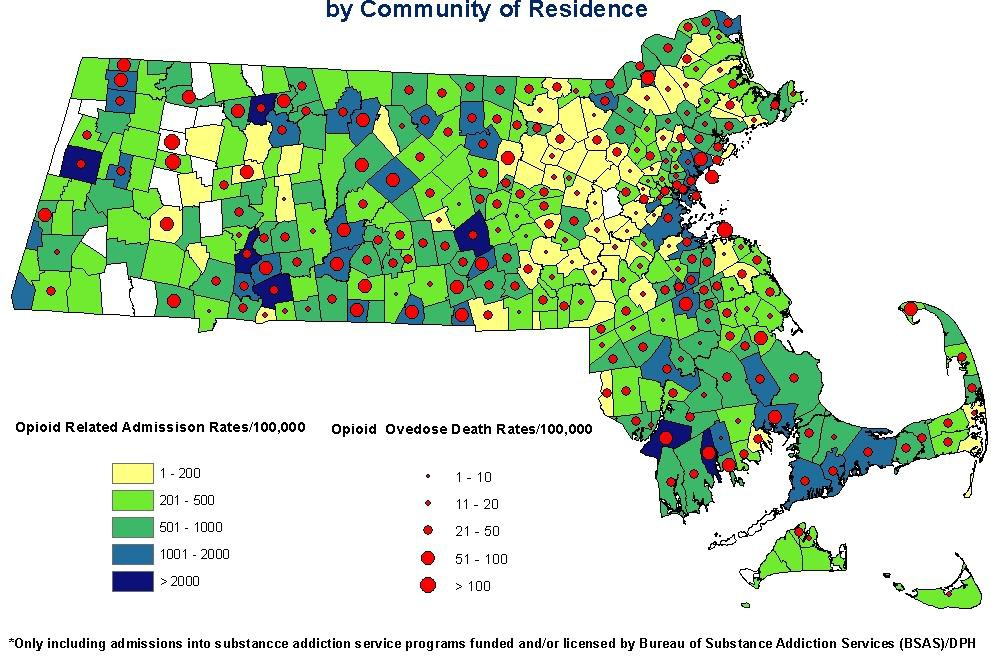 by Community of Residence
Opioid Related Admissison Rates/100,000
Opioid Ovedose Death Rates/100,000
1 - 200
201 - 500
501 - 1000
1001 - 2000
> 2000
1 - 10
11 - 20
21 - 50
51 - 100
> 100
*Only including admissions into substancce addiction service programs funded and/or licensed by Bureau of Substance Addiction Services (BSAS)/DPH